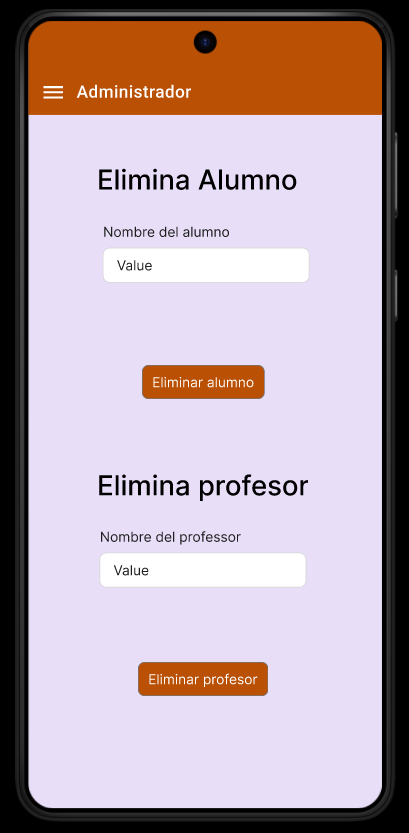 Administrador
Elimina Alumno
Nombre del alumno
Value
Eliminar alumno
Elimina profesor
Nombre del professor
Value
Eliminar profesor